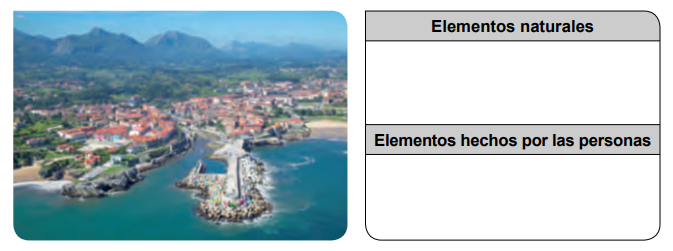 Elementos naturales
Elementos hechos por las personas